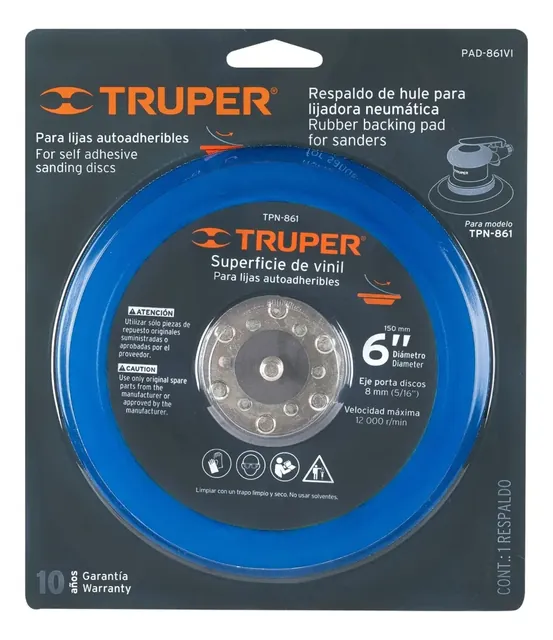 PAD-861VI
TRUPER®
Respaldo de hule para
lijadora neumática
Rubber backing pad
for sanders
Para lijas autoadheribles
For self adhesive
sanding discs
TRUPER
Para modelo
TPN-861
TPN-861
TRUPER®
Superficie de vinil
Para lijas autoadheribles
ATENCIÓN
Utilizar sólo piezas de
repuesto originales
suministradas o
aprobadas por el
proveedor.
CAUTION
Use only original spare
parts from the
manufacturer or
approved by the
manufacturer.
150 mm
6"
Diámetro
Diameter
Eje porta discos
8 mm (5/16")
Velocidad máxima
12 000 r/min
Limpiar con un trapo limpio y seco. No usar solventes.
10 años
Garantía
Warranty
CONT.: 1 RESPALDO